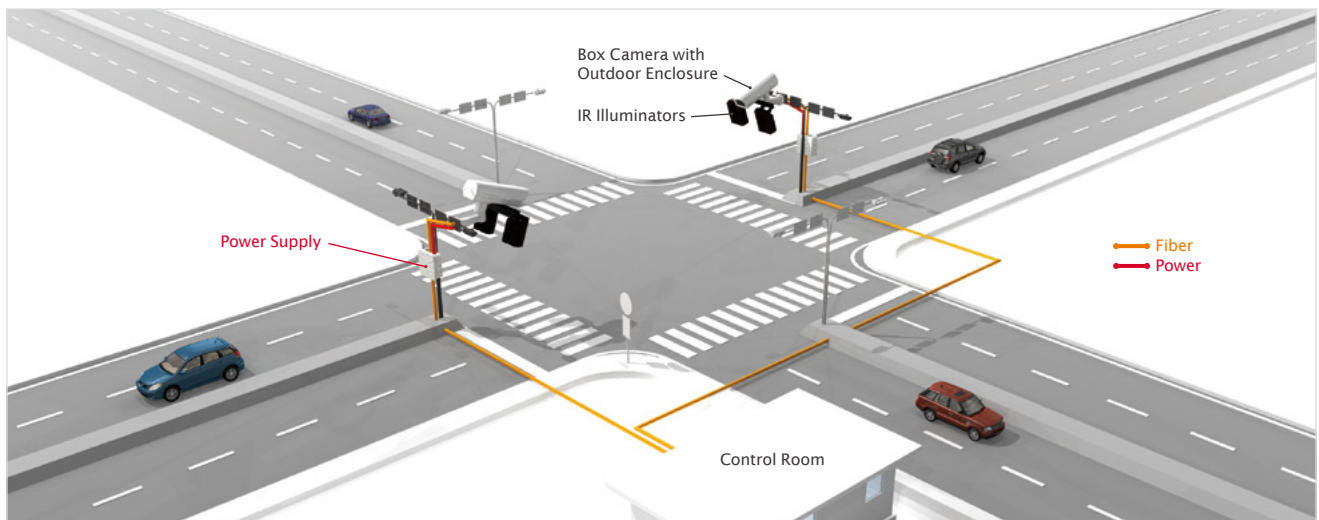 Box Camera with
Outdoor Enclosure
IR Illuminators
Power Supply
Fiber
Power
Control Room